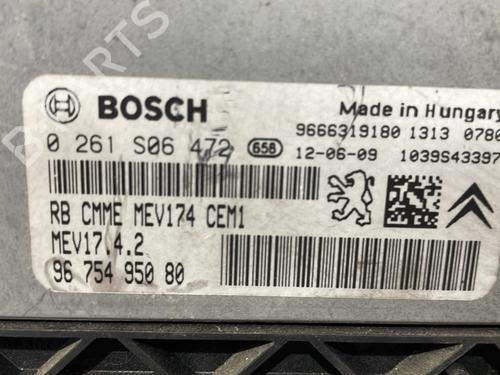 BOSCH
Made in Hungary
0 261 S06 472 658 12-06-09
9666319180 1313 0780
1039S43397
RB CMME MEV174 CEM1
MEV17.4.2
96 754 950 80